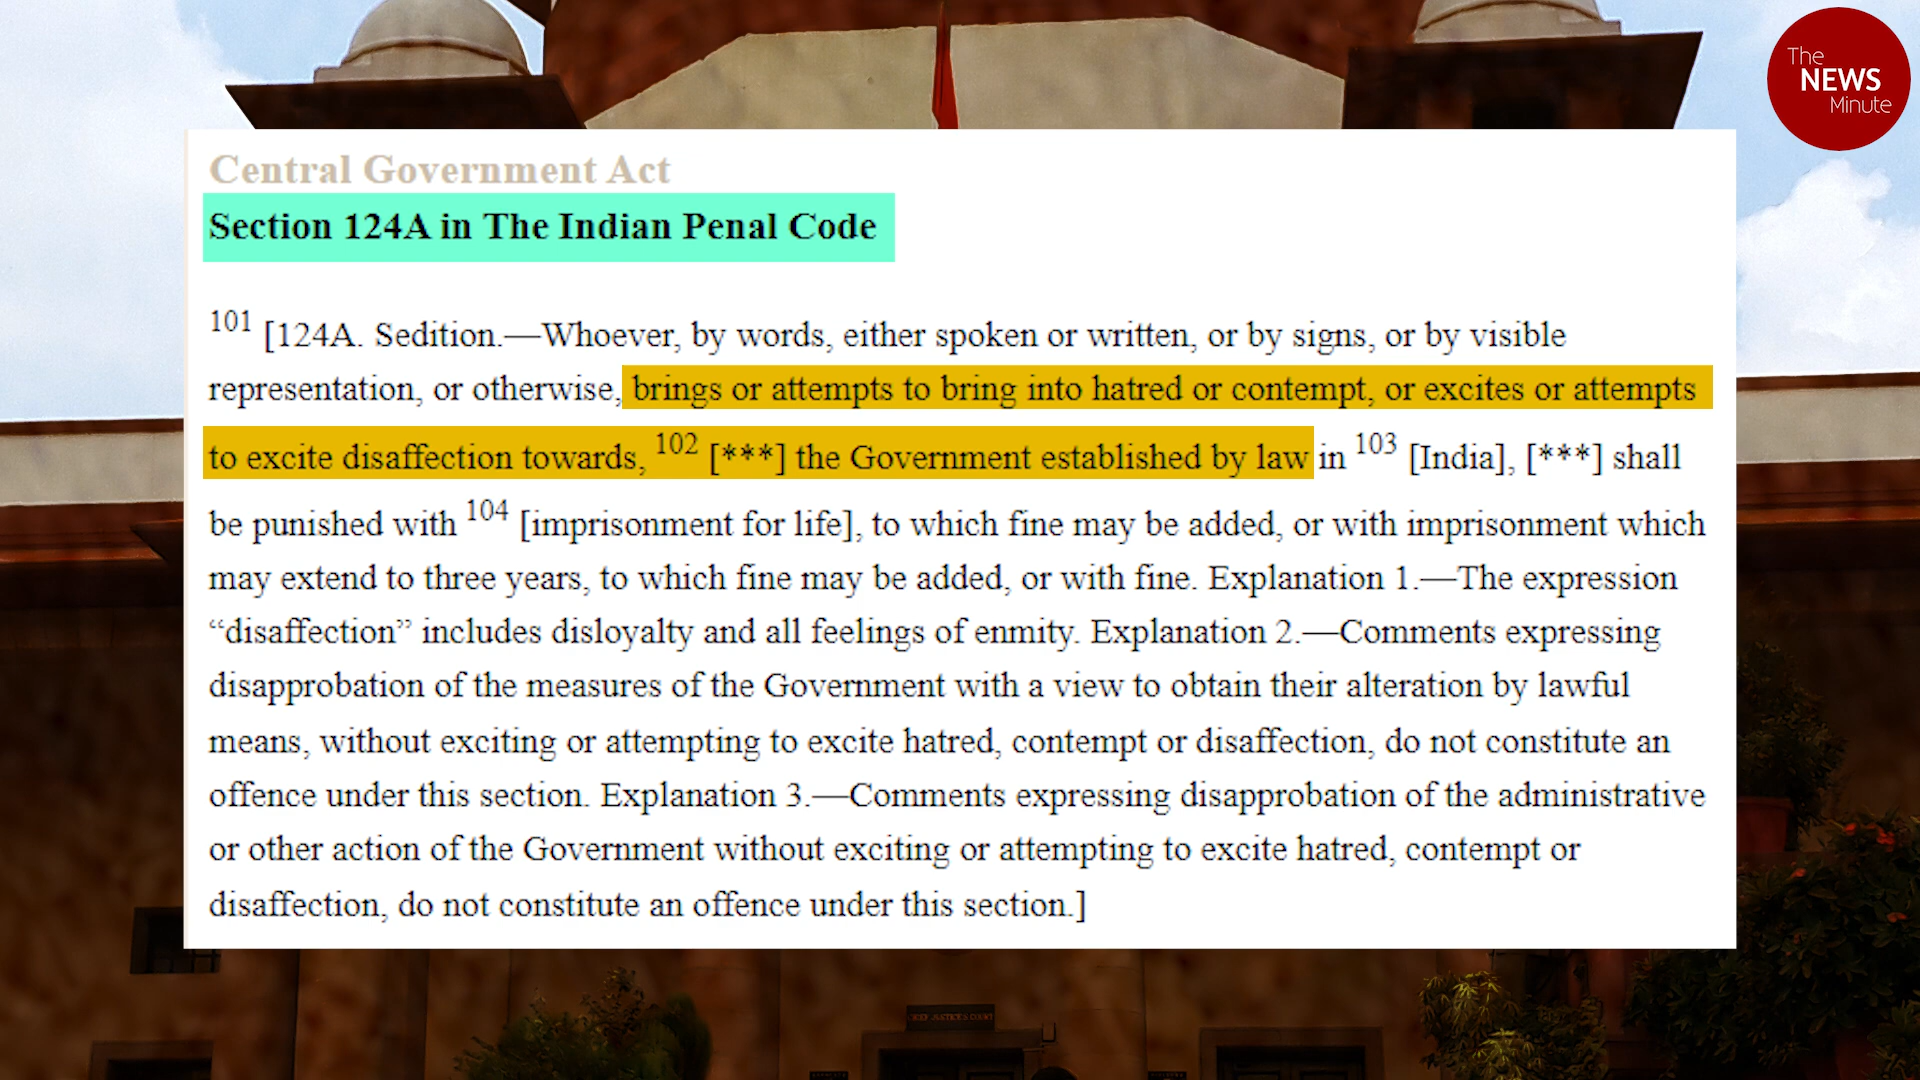 The
NEWS
Minute
Central Government Act
Section 124A in The Indian Penal Code
101 [124A. Sedition.—Whoever, by words, either spoken or written, or by signs, or by visible
representation, or otherwise, brings or attempts to bring into hatred or contempt, or excites or attempts
to excite disaffection towards, 102 [***] the Government established by law in 103 [India], [***] shall
be punished with 104 [imprisonment for life], to which fine may be added, or with imprisonment which
may extend to three years, to which fine may be added, or with fine. Explanation 1.—The expression
“disaffection” includes disloyalty and all feelings of enmity. Explanation 2.—Comments expressing
disapprobation of the measures of the Government with a view to obtain their alteration by lawful
means, without exciting or attempting to excite hatred, contempt or disaffection, do not constitute an
offence under this section. Explanation 3.—Comments expressing disapprobation of the administrative
or other action of the Government without exciting or attempting to excite hatred, contempt or
disaffection, do not constitute an offence under this section.]
CHIEF JUSTICE'S COURT